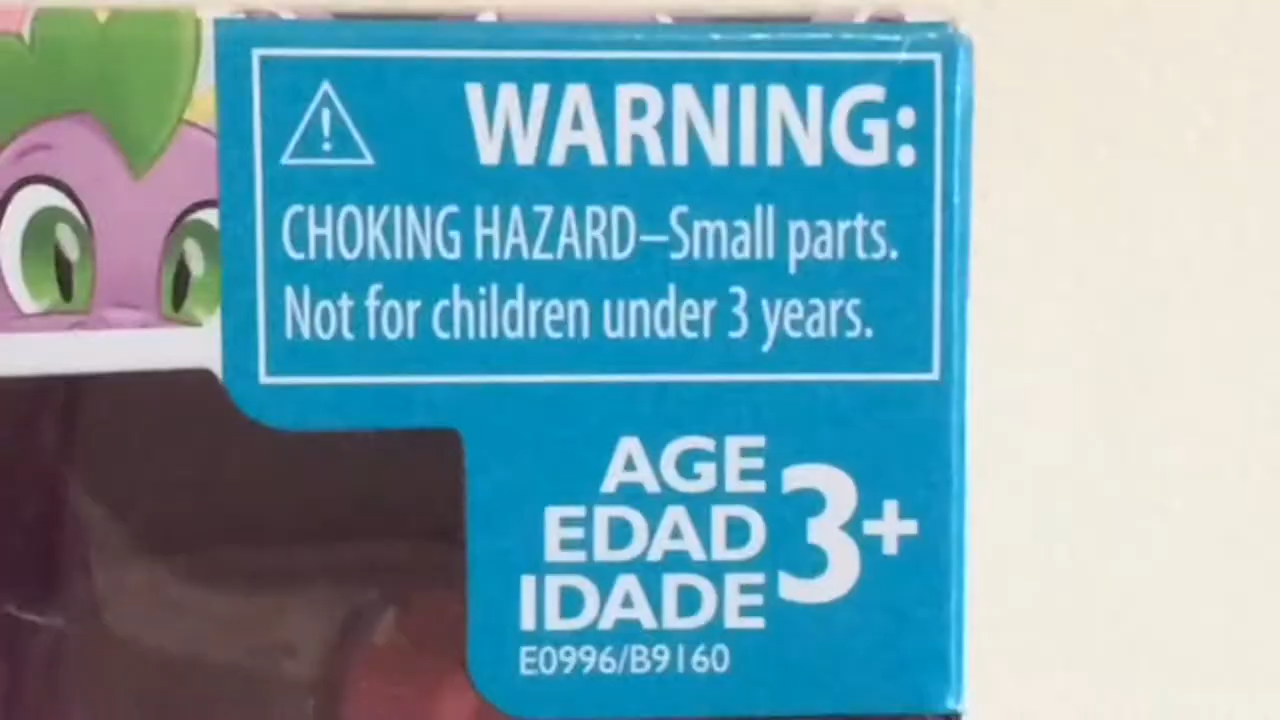 WARNING:
CHOKING HAZARD–Small parts.
Not for children under 3 years.
AGE
EDAD 3+
IDADE
E0996/B9160